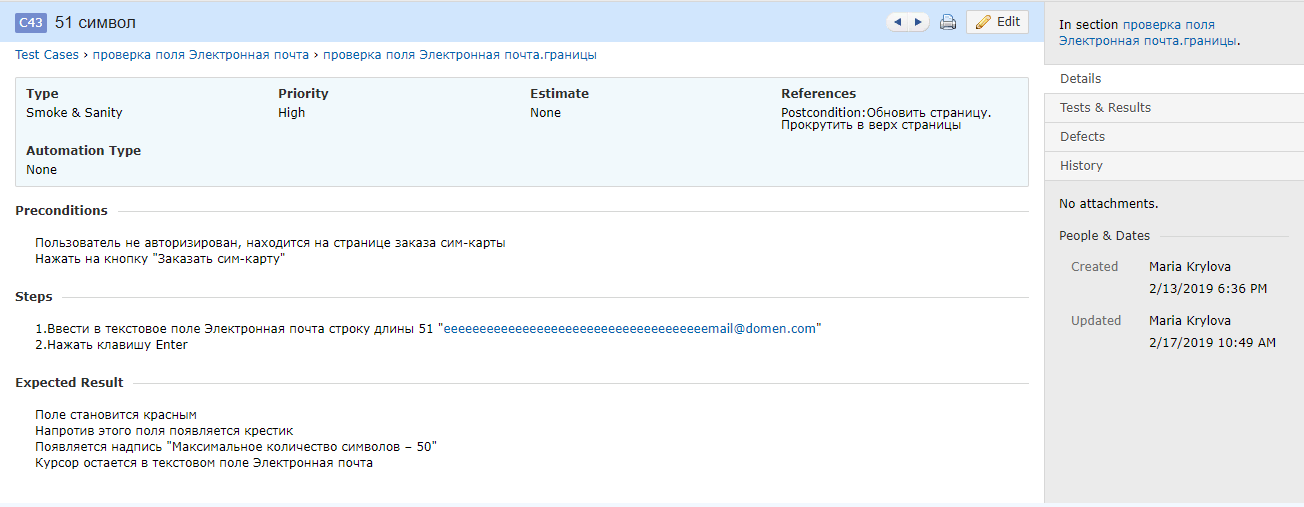 C43 51 символ
Edit
Test Cases › проверка поля Электронная почта › проверка поля Электронная почта.границы
Type Priority Estimate References
Smoke & Sanity High None Postcondition:Обновить страницу.
Прокрутить в верх страницы
Automation Type
None
Preconditions
Пользователь не авторизирован, находится на странице заказа сим-карты
Нажать на кнопку "Заказать сим-карту"
Steps
1.Ввести в текстовое поле Электронная почта строку длины 51 "eeeeeeeeeeeeeeeeeeeeeeeeeeeeeeeeeeeeeemail@domen.com"
2.Нажать клавишу Enter
Expected Result
Поле становится красным
Напротив этого поля появляется крестик
Появляется надпись "Максимальное количество символов – 50"
Курсор остается в текстовом поле Электронная почта
In section проверка поля
Электронная почта.границы.
Details
Tests & Results
Defects
History
No attachments.
People & Dates
Created Maria Krylova
2/13/2019 6:36 PM
Updated Maria Krylova
2/17/2019 10:49 AM